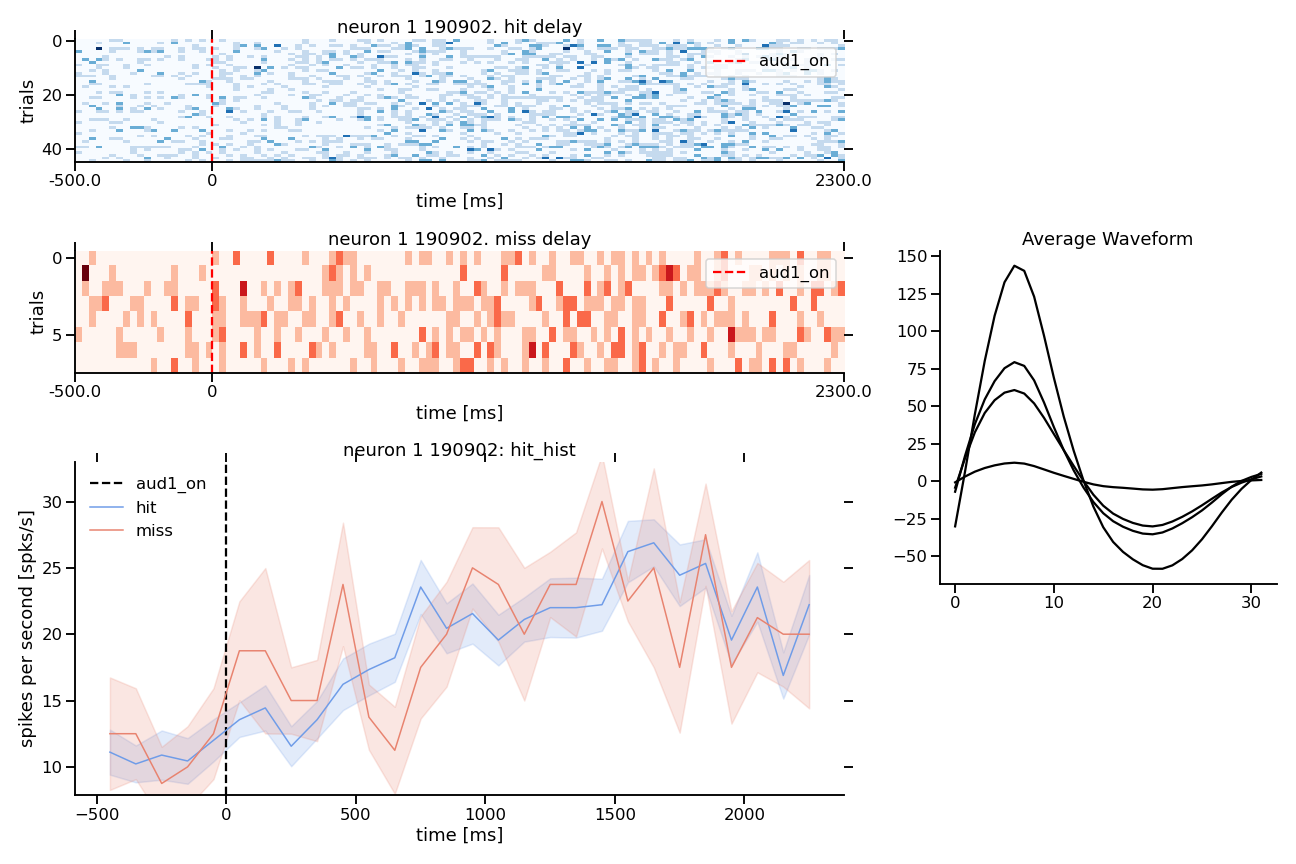 neuron 1 190902. hit delay
0
20
40
trials
aud1_on
-500.0
0
2300.0
time [ms]
neuron 1 190902. miss delay
0
5
trials
aud1_on
-500.0
0
2300.0
time [ms]
neuron 1 190902: hit_hist
aud1_on
hit
miss
30
25
20
15
10
spikes per second [spks/s]
−500
0
500
1000
1500
2000
time [ms]
Average Waveform
150
125
100
75
50
25
0
−25
−50
0
10
20
30